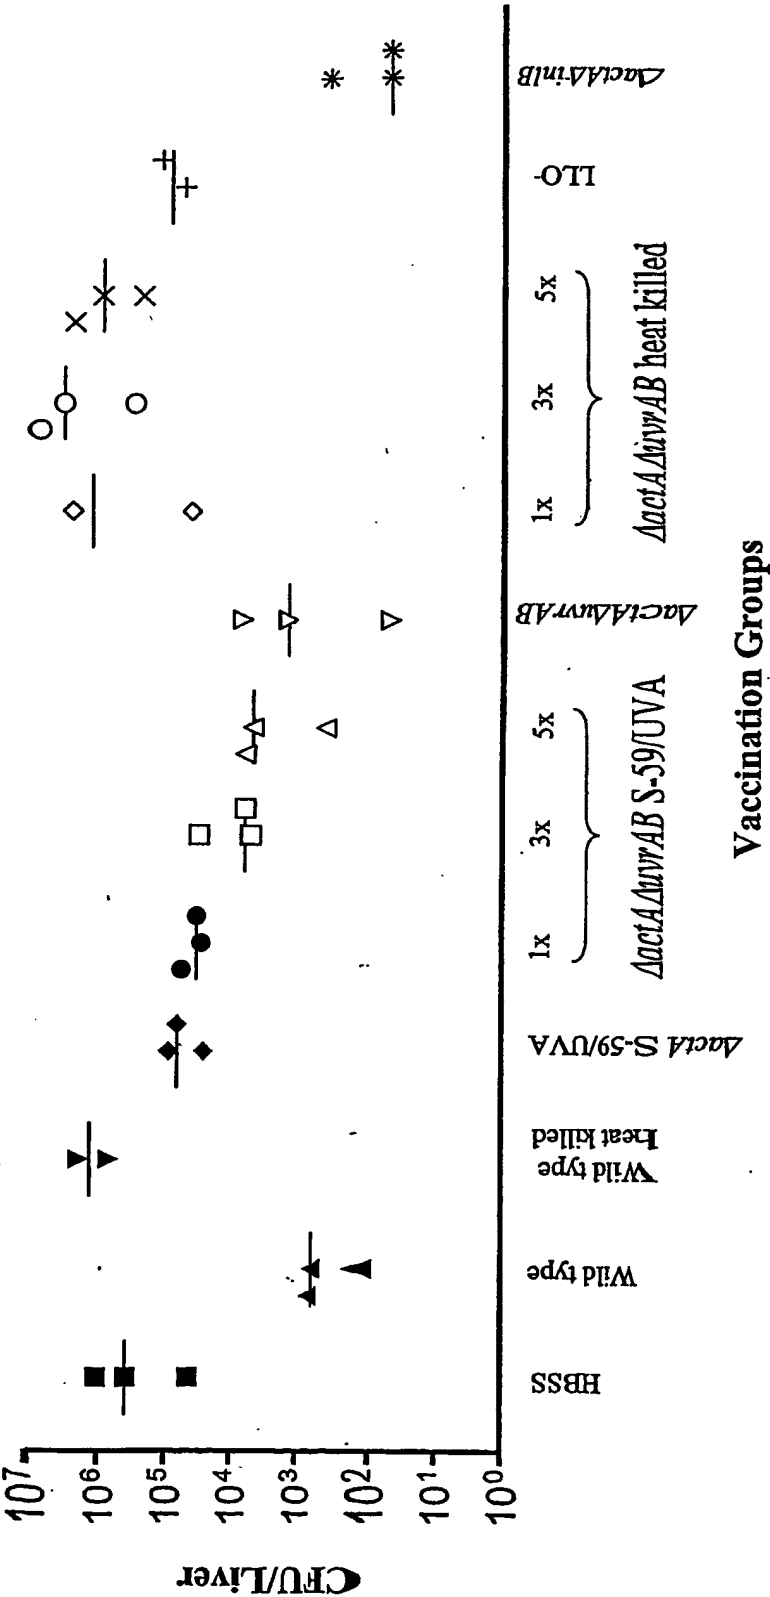 CFU/Liver
10^7
10^6
10^5
10^4
10^3
10^2
10^1
10^0
HBSS
Wild type
Wild type
heat killed
ΔactA S-59/UVA
1x
3x
5x
ΔactAΔuvrAB S-59/UVA
ΔactAΔuvrAB
1x
3x
5x
ΔactAΔuvrAB heat killed
LLO-
ΔactAΔinlB
Vaccination Groups